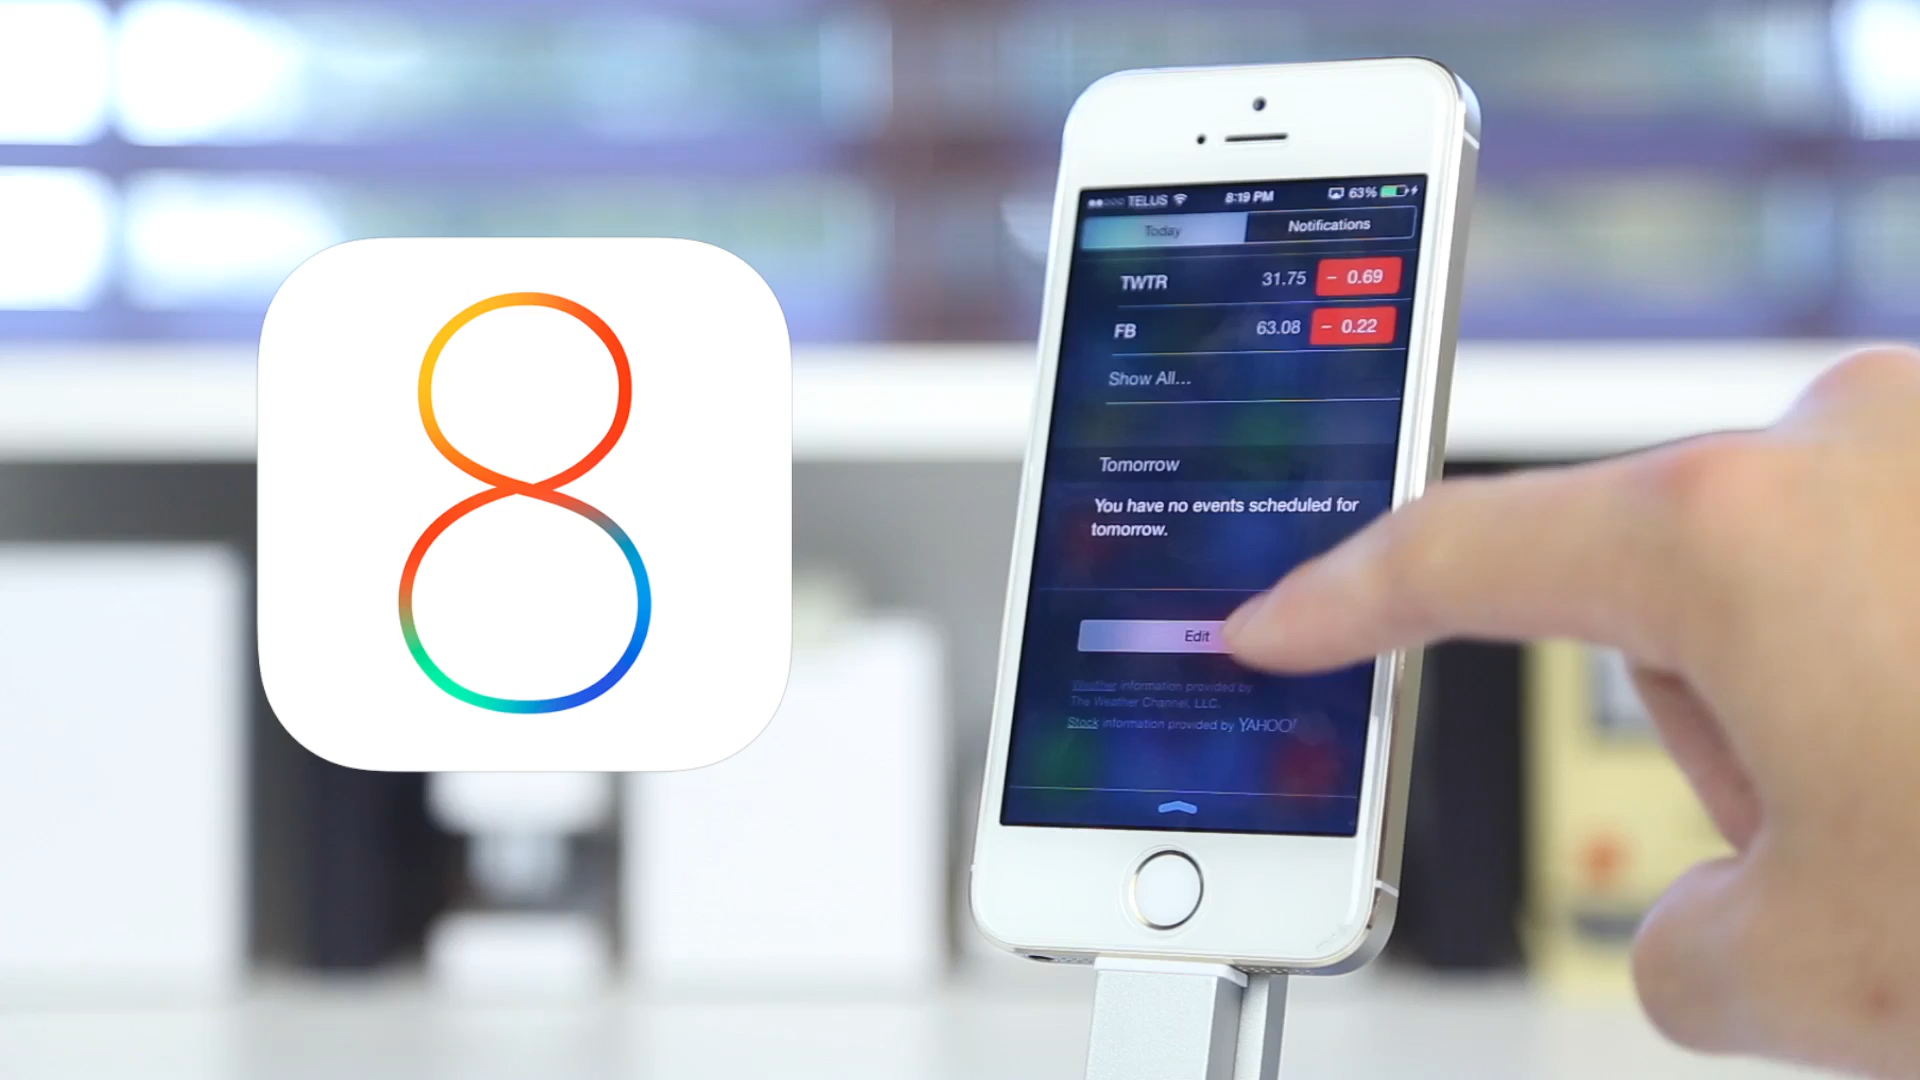 8
TELUS 8:19 PM 63%
Today Notifications
TWTR 31.75 − 0.69
FB 63.08 − 0.22
Show All...
Tomorrow
You have no events scheduled for
tomorrow.
Edit
Weather information provided by
The Weather Channel, LLC.
Stock information provided by YAHOO!